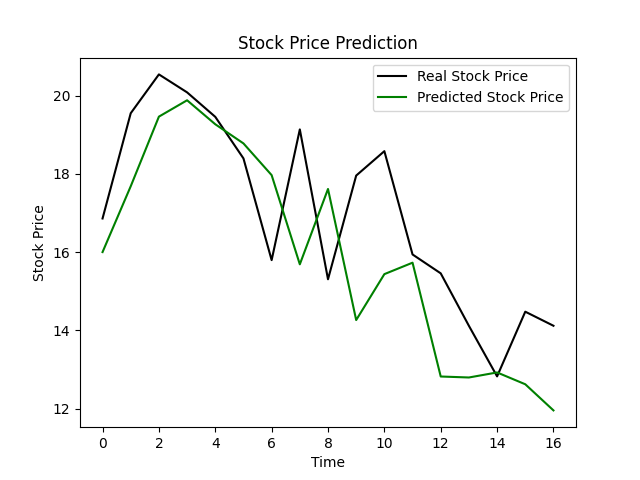 Stock Price Prediction
Real Stock Price
Predicted Stock Price
Stock Price
20
18
16
14
12
0 2 4 6 8 10 12 14 16
Time